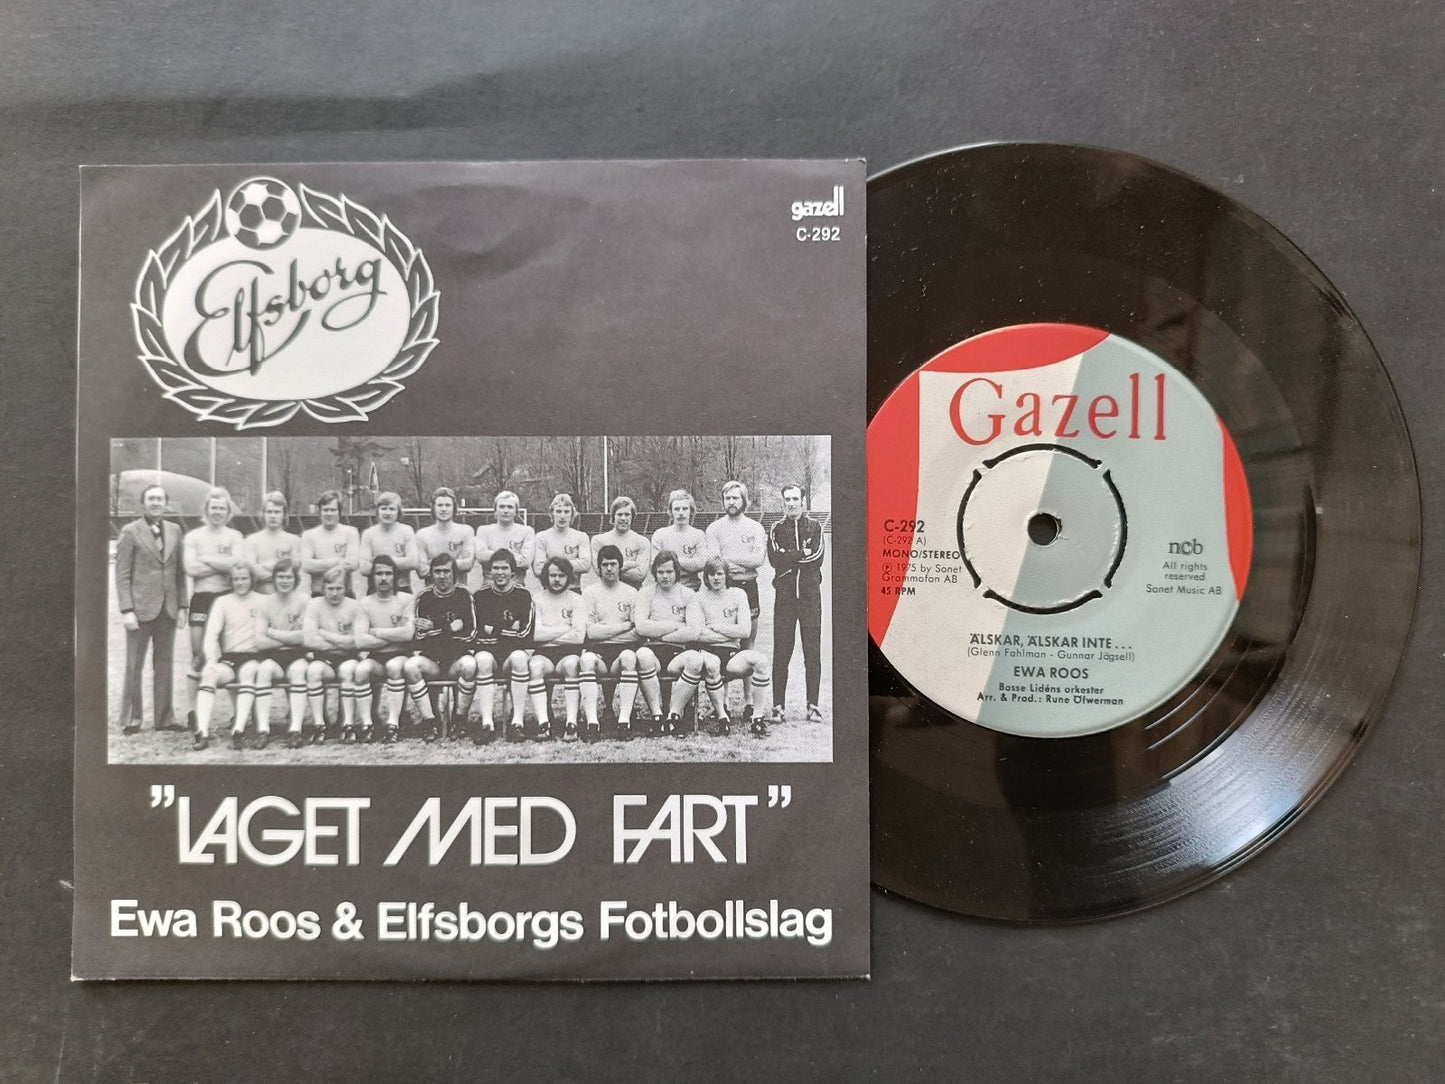 Elfsborg
gazell
C-292
"LAGET MED FART"
Ewa Roos & Elfsborgs Fotbollslag
Gazell
C-292
(C-292 A)
MONO/STEREO
Ⓟ 1975 by Sonet
Grammofon AB
45 RPM
ncb
All rights
reserved
Sonet Music AB
ÄLSKAR, ÄLSKAR INTE...
(Glenn Fahlman - Gunnar Jägsell)
EWA ROOS
Bosse Lidéns orkester
Arr. & Prod.: Rune Öfwerman